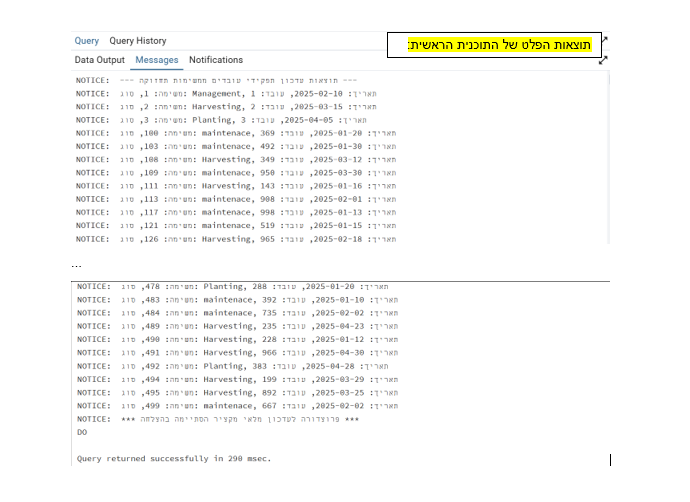 תוצאות הפלט של התוכנית הראשית:
Query Query History
Data Output Messages Notifications
NOTICE: --- תוצאות עדכון תפקידי עובדים ממשימות תחזוקה ---
NOTICE: משימה: 1, סוג: Management, תאריך: 2025-02-10, עובד: 1
NOTICE: משימה: 2, סוג: Harvesting, תאריך: 2025-03-15, עובד: 2
NOTICE: משימה: 3, סוג: Planting, תאריך: 2025-04-05, עובד: 3
NOTICE: משימה: 100, סוג: maintenace, תאריך: 2025-01-20, עובד: 369
NOTICE: משימה: 103, סוג: maintenace, תאריך: 2025-01-30, עובד: 492
NOTICE: משימה: 108, סוג: Harvesting, תאריך: 2025-03-12, עובד: 349
NOTICE: משימה: 109, סוג: maintenace, תאריך: 2025-03-30, עובד: 950
NOTICE: משימה: 111, סוג: Harvesting, תאריך: 2025-01-16, עובד: 143
NOTICE: משימה: 113, סוג: maintenace, תאריך: 2025-02-01, עובד: 908
NOTICE: משימה: 117, סוג: maintenace, תאריך: 2025-01-13, עובד: 998
NOTICE: משימה: 121, סוג: maintenace, תאריך: 2025-01-15, עובד: 519
NOTICE: משימה: 126, סוג: Harvesting, תאריך: 2025-02-18, עובד: 965
...
NOTICE: משימה: 478, סוג: Planting, תאריך: 2025-01-20, עובד: 288
NOTICE: משימה: 483, סוג: maintenace, תאריך: 2025-01-10, עובד: 392
NOTICE: משימה: 484, סוג: maintenace, תאריך: 2025-02-02, עובד: 735
NOTICE: משימה: 489, סוג: Harvesting, תאריך: 2025-04-23, עובד: 235
NOTICE: משימה: 490, סוג: Harvesting, תאריך: 2025-01-12, עובד: 228
NOTICE: משימה: 491, סוג: Harvesting, תאריך: 2025-04-30, עובד: 966
NOTICE: משימה: 492, סוג: Planting, תאריך: 2025-04-28, עובד: 383
NOTICE: משימה: 494, סוג: Harvesting, תאריך: 2025-03-29, עובד: 199
NOTICE: משימה: 495, סוג: Harvesting, תאריך: 2025-03-25, עובד: 892
NOTICE: משימה: 499, סוג: maintenace, תאריך: 2025-02-02, עובד: 667
NOTICE: *** פרוצדורה לעדכון מלאי מקציר הסתיימה בהצלחה ***
DO
Query returned successfully in 290 msec.